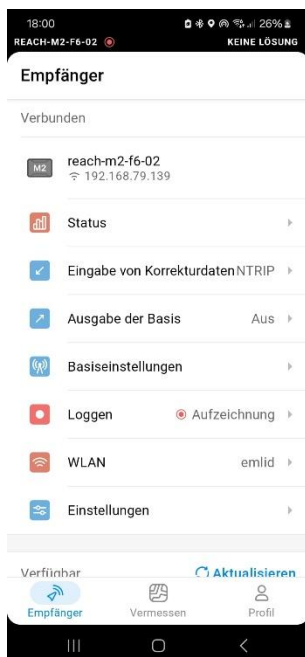 18:00 26%
REACH-M2-F6-02 KEINE LÖSUNG
Empfänger
Verbunden
M2
reach-m2-f6-02
192.168.79.139
Status
Eingabe von Korrekturdaten NTRIP
Ausgabe der Basis Aus
Basiseinstellungen
Loggen Aufzeichnung
WLAN emlid
Einstellungen
Verfügbar Aktualisieren
Empfänger Vermessen Profil